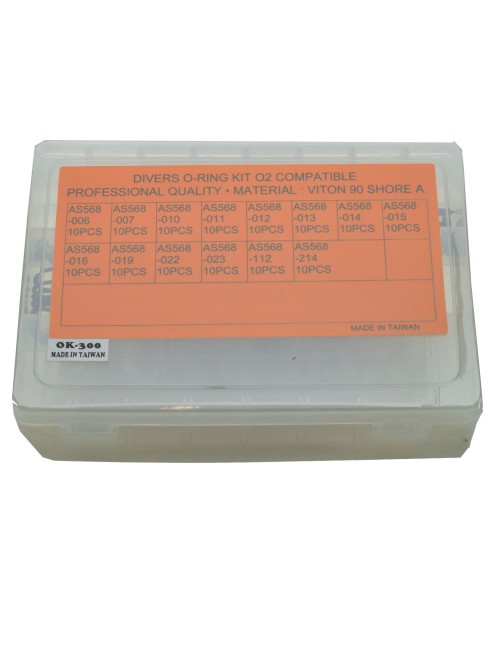 DIVERS O-RING KIT O2 COMPATIBLE
PROFESSIONAL QUALITY • MATERIAL : VITON 90 SHORE A
AS568 AS568 AS568 AS568 AS568 AS568 AS568 AS568
-006 -007 -010 -011 -012 -013 -014 -015
10PCS 10PCS 10PCS 10PCS 10PCS 10PCS 10PCS 10PCS
AS568 AS568 AS568 AS568 AS568 AS568
-016 -019 -022 -023 -112 -214
10PCS 10PCS 10PCS 10PCS 10PCS 10PCS
MADE IN TAIWAN
OK-300
MADE IN TAIWAN